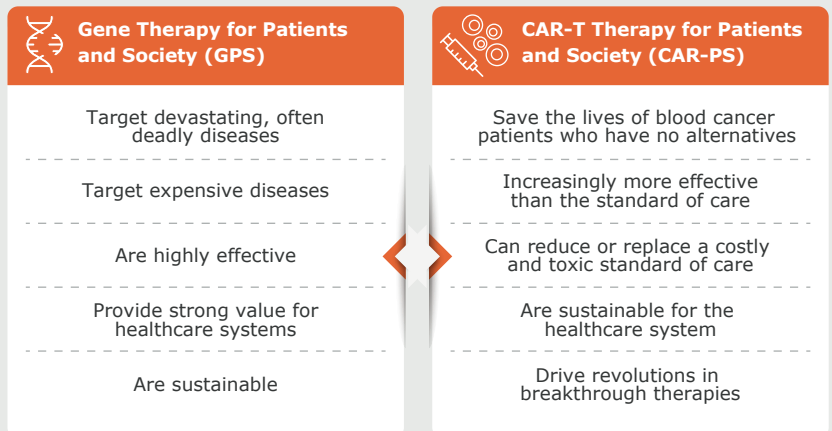 Gene Therapy for Patients
and Society (GPS)
Target devastating, often
deadly diseases
Target expensive diseases
Are highly effective
Provide strong value for
healthcare systems
Are sustainable
CAR-T Therapy for Patients
and Society (CAR-PS)
Save the lives of blood cancer
patients who have no alternatives
Increasingly more effective
than the standard of care
Can reduce or replace a costly
and toxic standard of care
Are sustainable for the
healthcare system
Drive revolutions in
breakthrough therapies